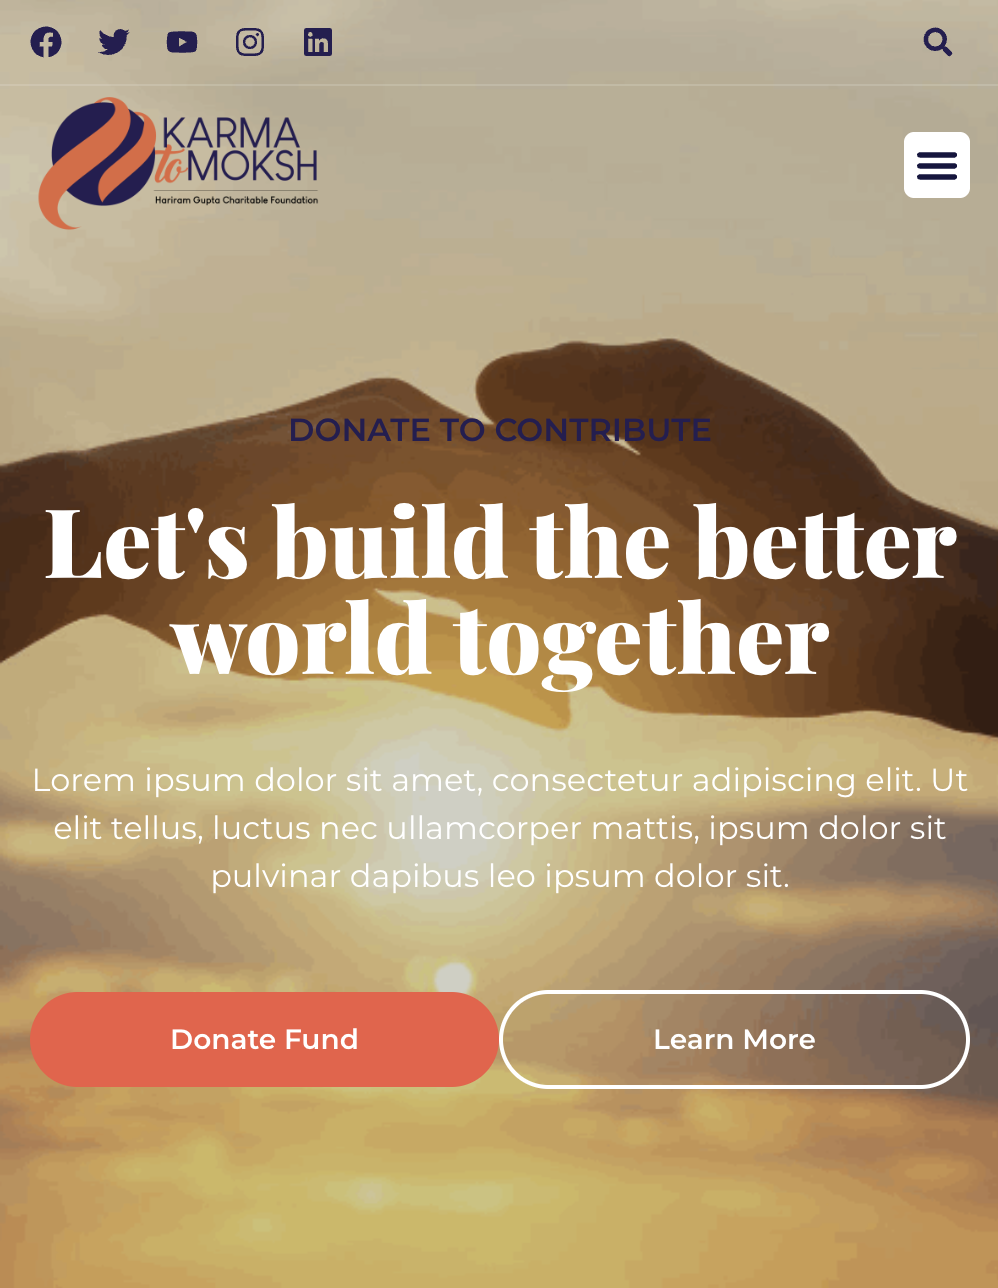 KARMA
to MOKSH
Hariram Gupta Charitable Foundation
DONATE TO CONTRIBUTE
Let's build the better
world together
Lorem ipsum dolor sit amet, consectetur adipiscing elit. Ut
elit tellus, luctus nec ullamcorper mattis, ipsum dolor sit
pulvinar dapibus leo ipsum dolor sit.
Donate Fund
Learn More